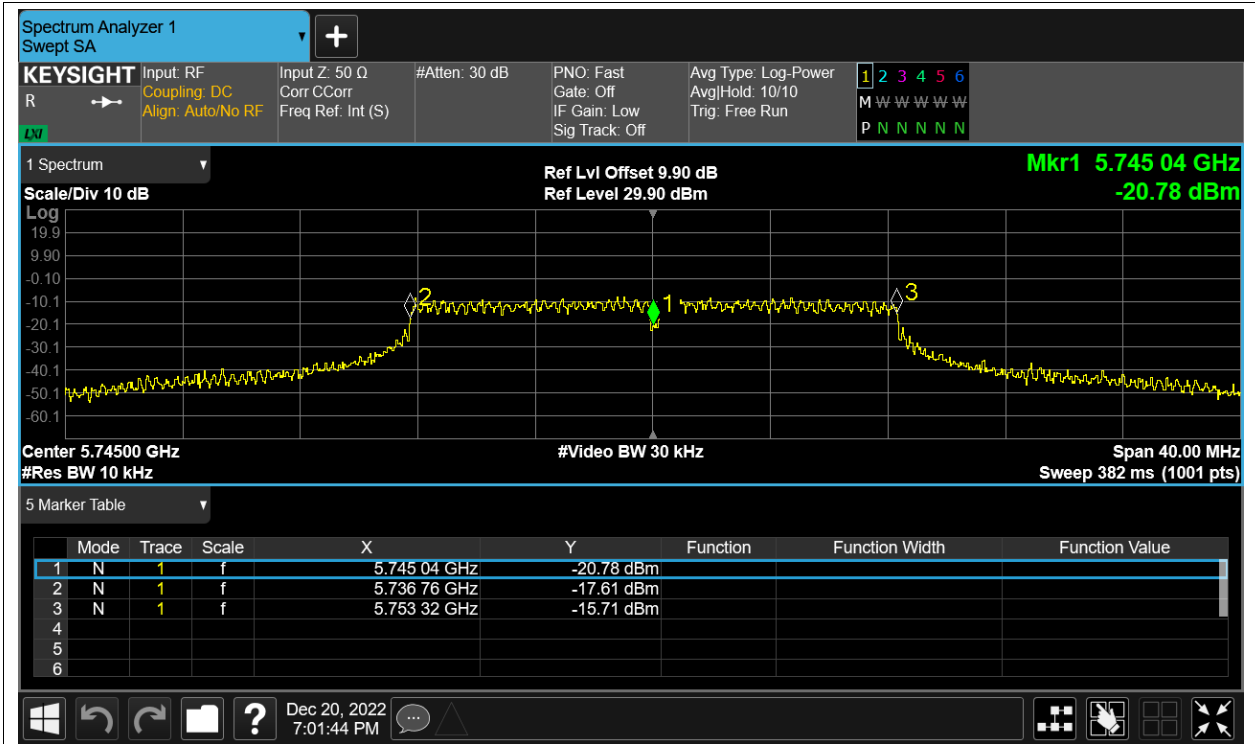 Spectrum Analyzer 1
Swept SA
KEYSIGHT
R
LXI
Input: RF
Coupling: DC
Align: Auto/No RF
Input Z: 50 Ω
Corr CCorr
Freq Ref: Int (S)
#Atten: 30 dB
PNO: Fast
Gate: Off
IF Gain: Low
Sig Track: Off
Avg Type: Log-Power
Avg|Hold: 10/10
Trig: Free Run
1 2 3 4 5 6
M W W W W W
P N N N N N
1 Spectrum
Scale/Div 10 dB
Ref Lvl Offset 9.90 dB
Ref Level 29.90 dBm
Mkr1 5.745 04 GHz
-20.78 dBm
Log
19.9
9.90
-0.10
-10.1
-20.1
-30.1
-40.1
-50.1
-60.1
2
1
3
Center 5.74500 GHz
#Res BW 10 kHz
#Video BW 30 kHz
Span 40.00 MHz
Sweep 382 ms (1001 pts)
5 Marker Table
Mode Trace Scale X Y Function Function Width Function Value
1 N 1 f 5.745 04 GHz -20.78 dBm
2 N 1 f 5.736 76 GHz -17.61 dBm
3 N 1 f 5.753 32 GHz -15.71 dBm
4
5
6
?
Dec 20, 2022
7:01:44 PM